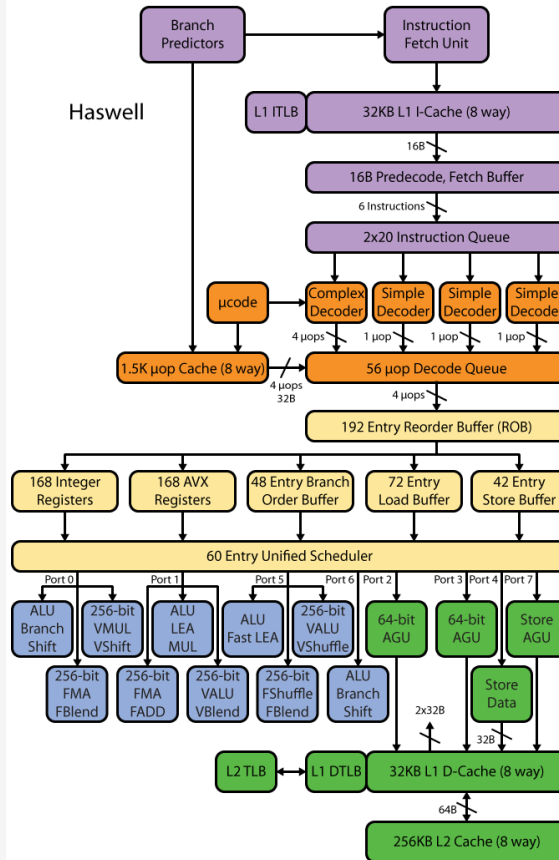 Branch
Predictors
Instruction
Fetch Unit
Haswell
L1 ITLB
32KB L1 I-Cache (8 way)
16B
16B Predecode, Fetch Buffer
6 Instructions
2x20 Instruction Queue
µcode
Complex
Decoder
Simple
Decoder
Simple
Decoder
Simple
Decoder
4 µops
1 µop
1 µop
1 µop
1.5K µop Cache (8 way)
4 µops
32B
56 µop Decode Queue
4 µops
192 Entry Reorder Buffer (ROB)
168 Integer
Registers
168 AVX
Registers
48 Entry Branch
Order Buffer
72 Entry
Load Buffer
42 Entry
Store Buffer
60 Entry Unified Scheduler
Port 0
Port 1
Port 5
Port 6
Port 2
Port 3
Port 4
Port 7
ALU
Branch
Shift
256-bit
VMUL
VShift
ALU
LEA
MUL
ALU
Fast LEA
256-bit
VALU
VShuffle
64-bit
AGU
64-bit
AGU
Store
AGU
256-bit
FMA
FBlend
256-bit
FMA
FADD
256-bit
VALU
VBlend
256-bit
FShuffle
FBlend
ALU
Branch
Shift
Store
Data
2x32B
32B
L2 TLB
L1 DTLB
32KB L1 D-Cache (8 way)
64B
256KB L2 Cache (8 way)